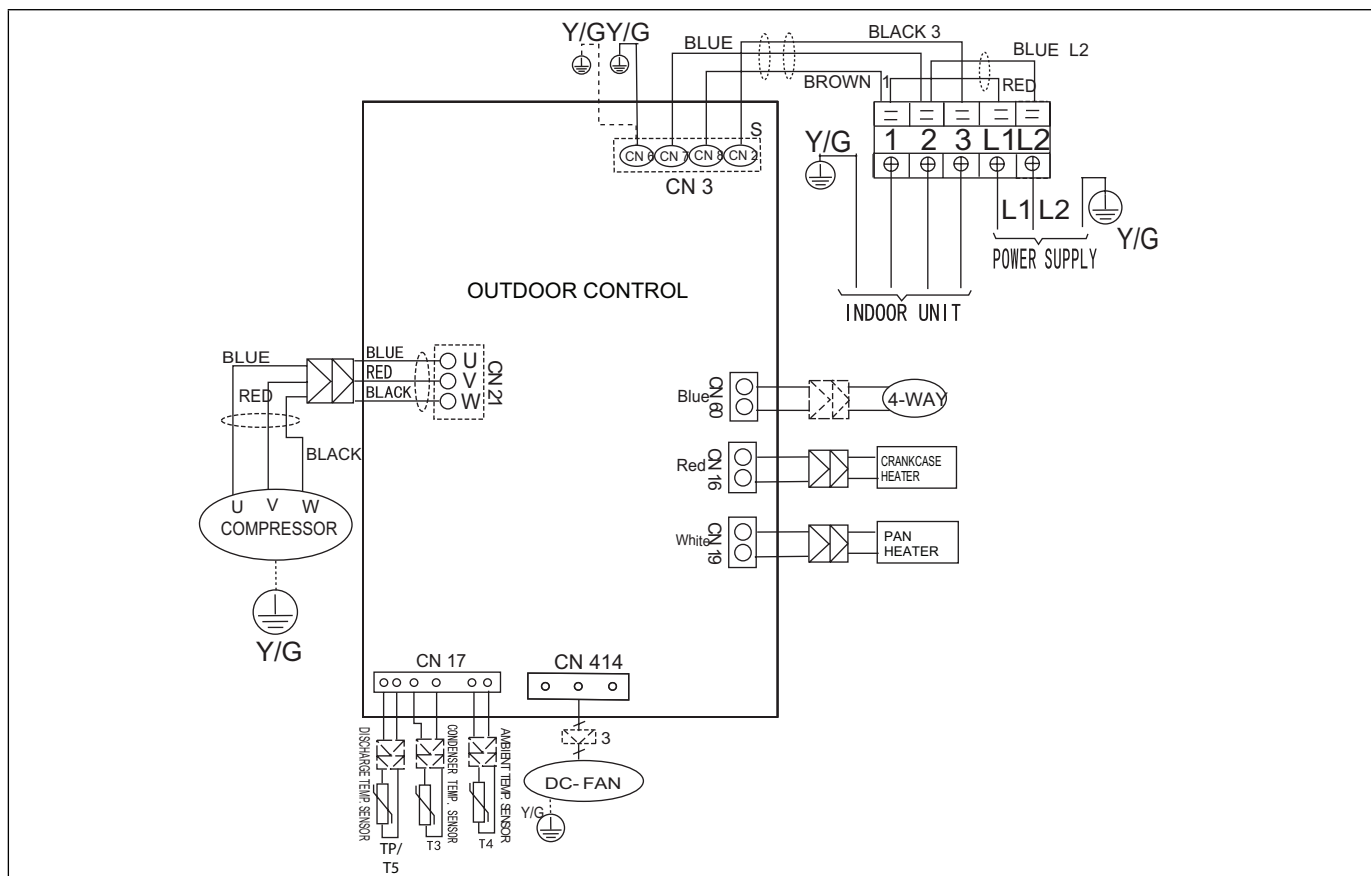 Y/G Y/G
BLUE
BLACK 3
BLUE L2
BROWN 1
RED
S
CN 6
CN 7
CN 8
CN 2
CN 3
1 2 3 L1 L2
Y/G
L1 L2
Y/G
POWER SUPPLY
INDOOR UNIT
OUTDOOR CONTROL
BLUE
RED
BLACK
BLUE
RED
BLACK
U
V
W
CN 21
U V W
COMPRESSOR
Y/G
Blue
CN 60
4-WAY
Red
CN 16
CRANKCASE
HEATER
White
CN 19
PAN
HEATER
CN 17
CN 414
DISCHARGE TEMP. SENSOR
CONDENSER TEMP. SENSOR
AMBIENT TEMP. SENSOR
TP/
T5
T3
T4
3
DC-FAN
Y/G